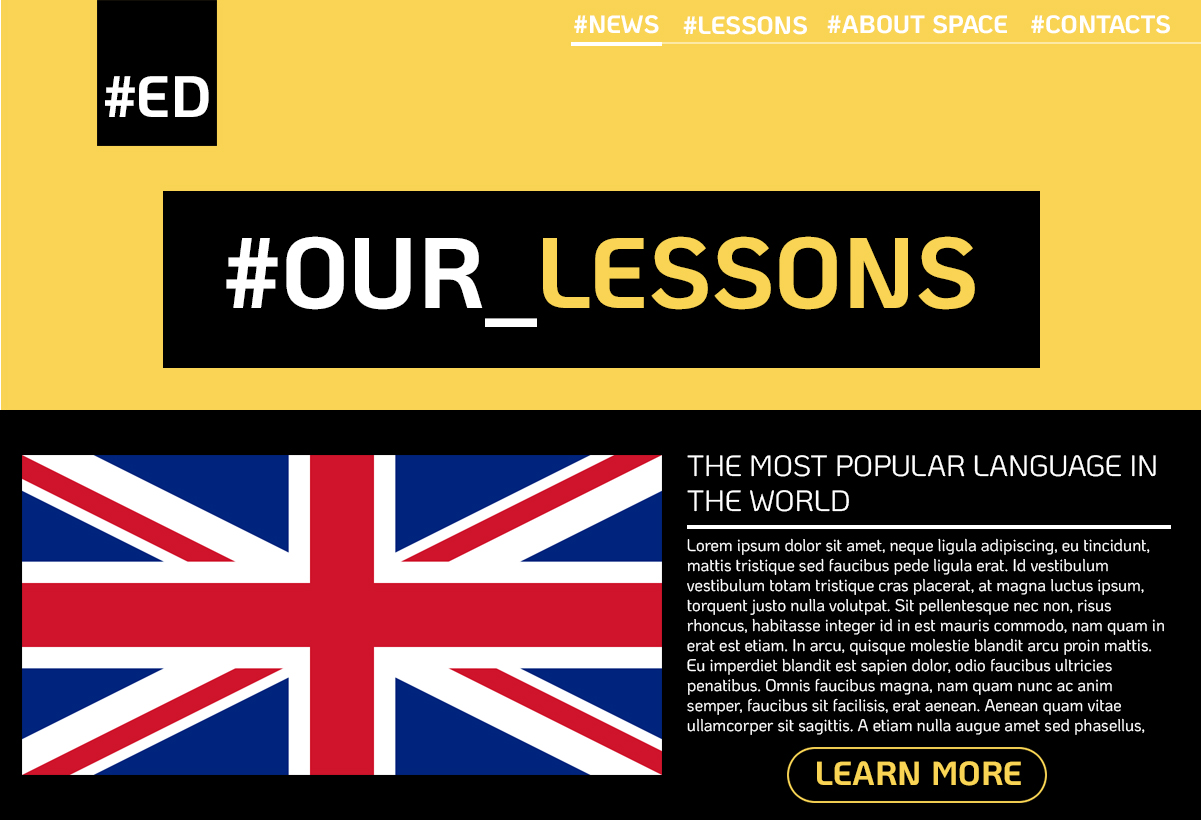 #NEWS #LESSONS #ABOUT SPACE #CONTACTS
#ED
#OUR_LESSONS
THE MOST POPULAR LANGUAGE IN
THE WORLD
Lorem ipsum dolor sit amet, neque ligula adipiscing, eu tincidunt,
mattis tristique sed faucibus pede ligula erat. Id vestibulum
vestibulum totam tristique cras placerat, at magna luctus ipsum,
torquent justo nulla volutpat. Sit pellentesque nec non, risus
rhoncus, habitasse integer id in est mauris commodo, nam quam in
erat est etiam. In arcu, quisque molestie blandit arcu proin mattis.
Eu imperdiet blandit est sapien dolor, odio faucibus ultricies
penatibus. Omnis faucibus magna, nam quam nunc ac anim
semper, faucibus sit facilisis, erat aenean. Aenean quam vitae
ullamcorper sit sagittis. A etiam nulla augue amet sed phasellus,
LEARN MORE